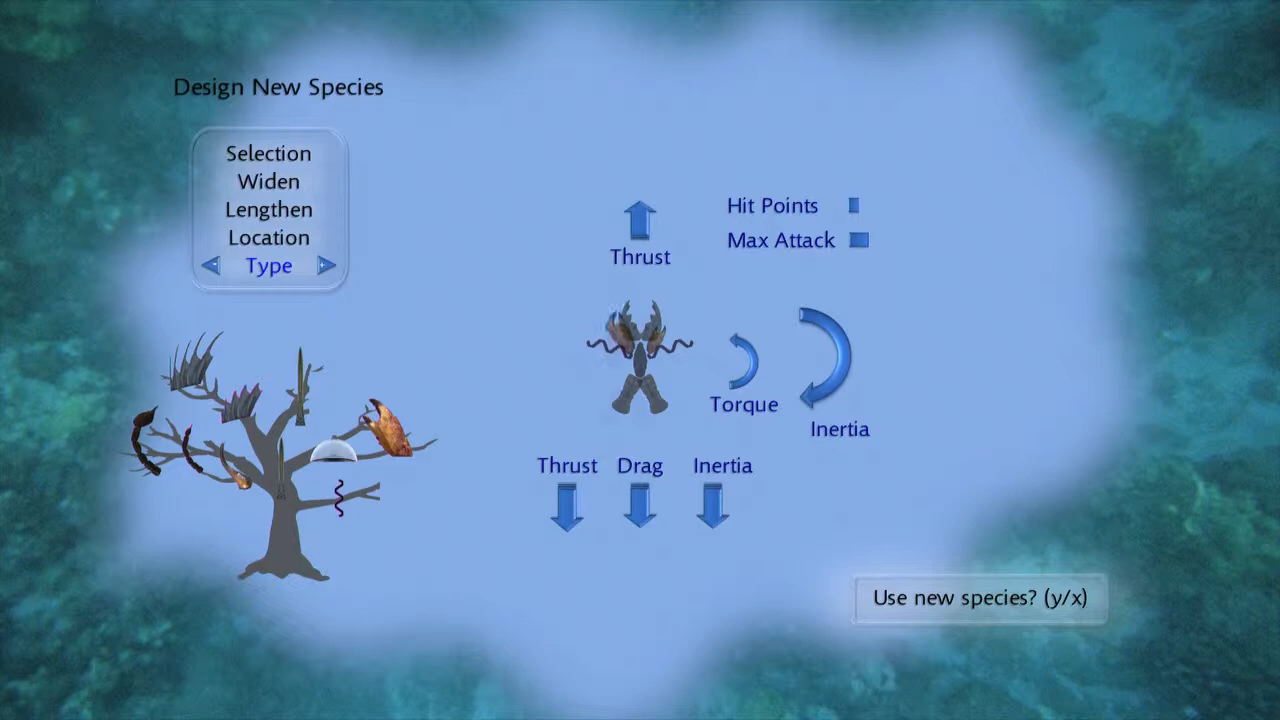 Design New Species
Selection
Widen
Lengthen
Location
Type
Hit Points
Max Attack
Thrust
Torque
Inertia
Thrust Drag Inertia
Use new species? (y/x)